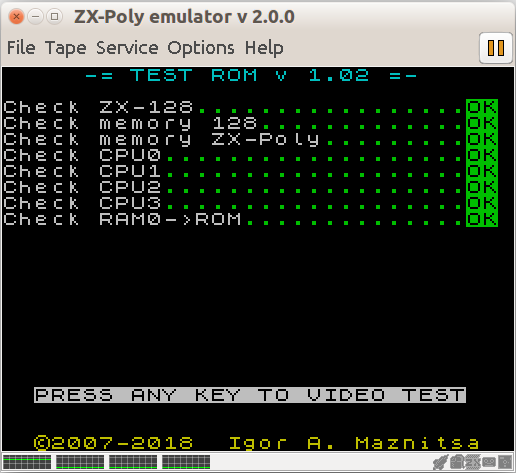 ZX-Poly emulator v 2.0.0
File Tape Service Options Help
-= TEST ROM v 1.02 =-
Check ZX-128.................OK
Check memory 128.............OK
Check memory ZX-Poly.........OK
Check CPU0...................OK
Check CPU1...................OK
Check CPU2...................OK
Check CPU3...................OK
Check RAM0->ROM..............OK
PRESS ANY KEY TO VIDEO TEST
©2007-2018 Igor A. Maznitsa